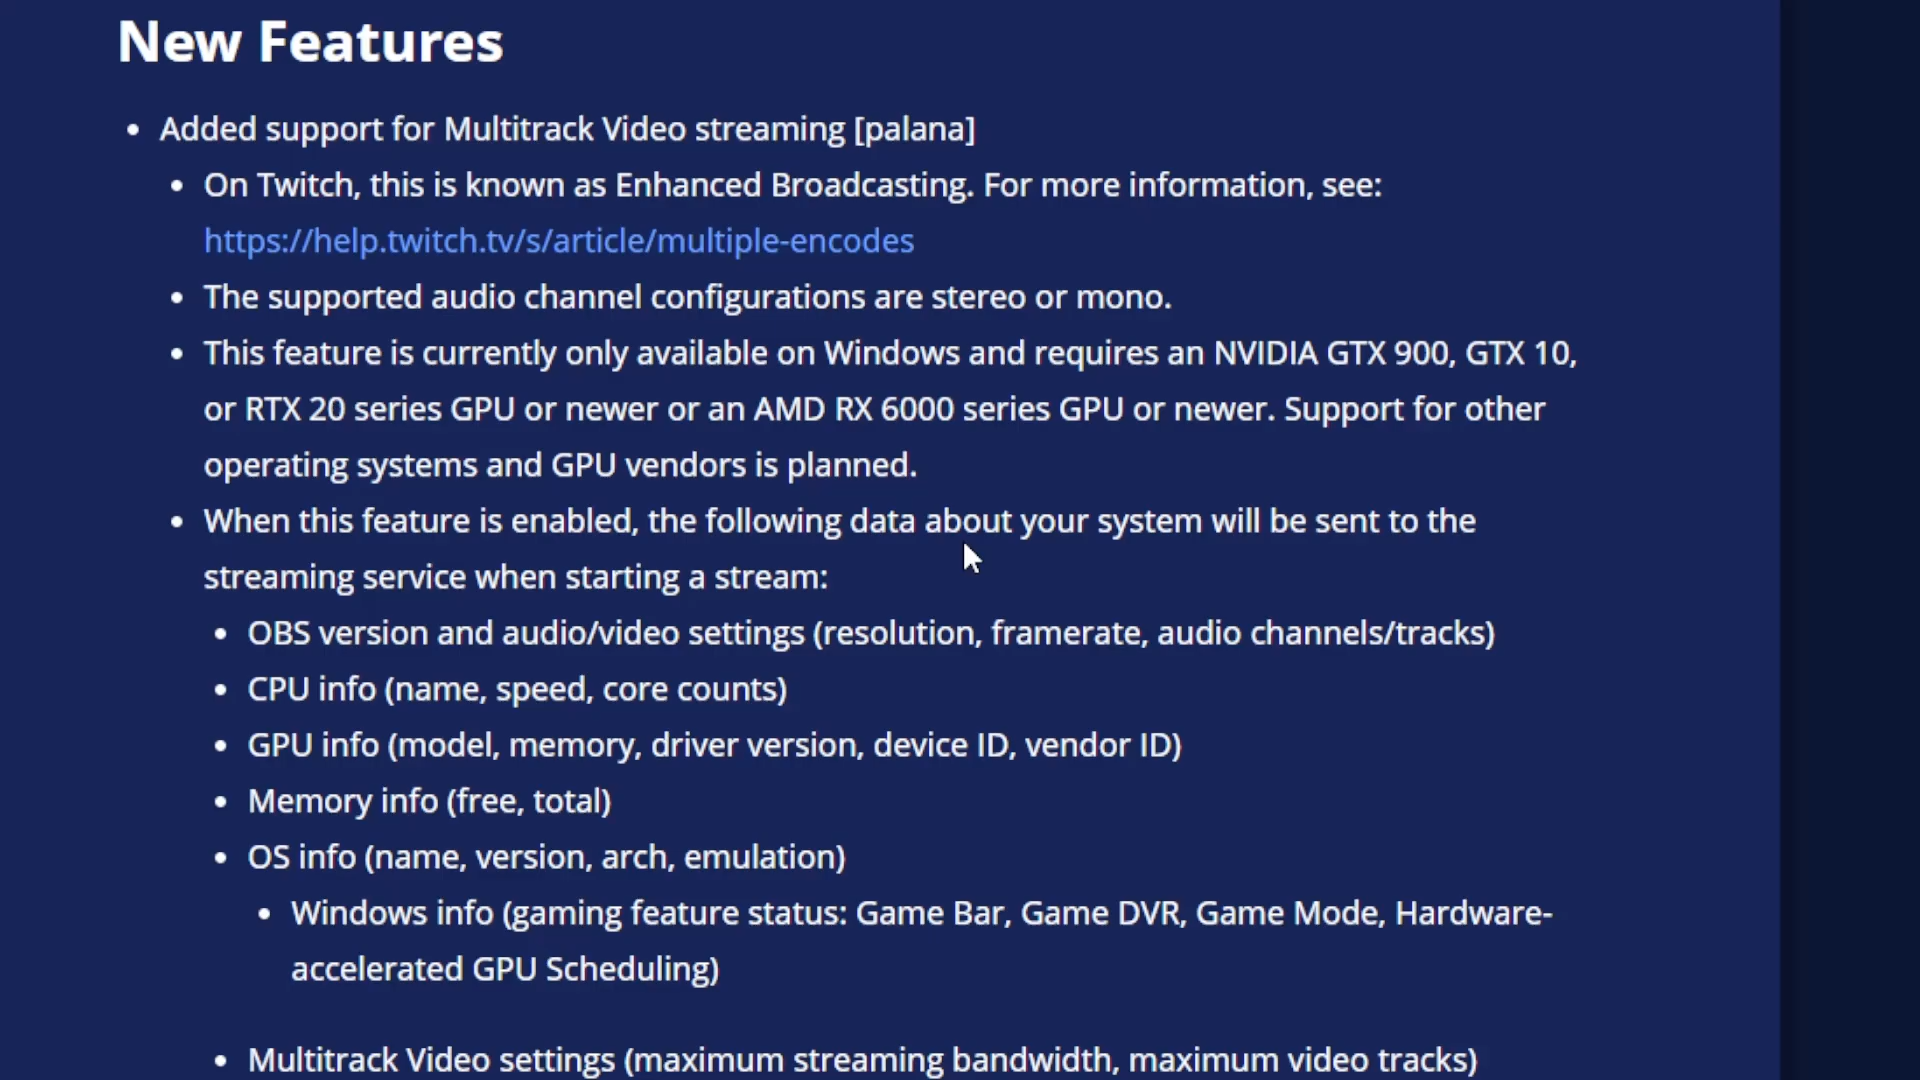 New Features
Added support for Multitrack Video streaming [palana]
On Twitch, this is known as Enhanced Broadcasting. For more information, see:
https://help.twitch.tv/s/article/multiple-encodes
The supported audio channel configurations are stereo or mono.
This feature is currently only available on Windows and requires an NVIDIA GTX 900, GTX 10,
or RTX 20 series GPU or newer or an AMD RX 6000 series GPU or newer. Support for other
operating systems and GPU vendors is planned.
When this feature is enabled, the following data about your system will be sent to the
streaming service when starting a stream:
OBS version and audio/video settings (resolution, framerate, audio channels/tracks)
CPU info (name, speed, core counts)
GPU info (model, memory, driver version, device ID, vendor ID)
Memory info (free, total)
OS info (name, version, arch, emulation)
Windows info (gaming feature status: Game Bar, Game DVR, Game Mode, Hardware-
accelerated GPU Scheduling)
Multitrack Video settings (maximum streaming bandwidth, maximum video tracks)